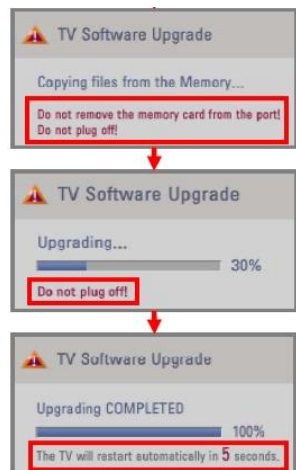 TV Software Upgrade
Copying files from the Memory...
Do not remove the memory card from the port!
Do not plug off!
TV Software Upgrade
Upgrading...
30%
Do not plug off!
TV Software Upgrade
Upgrading COMPLETED
100%
The TV will restart automatically in 5 seconds.